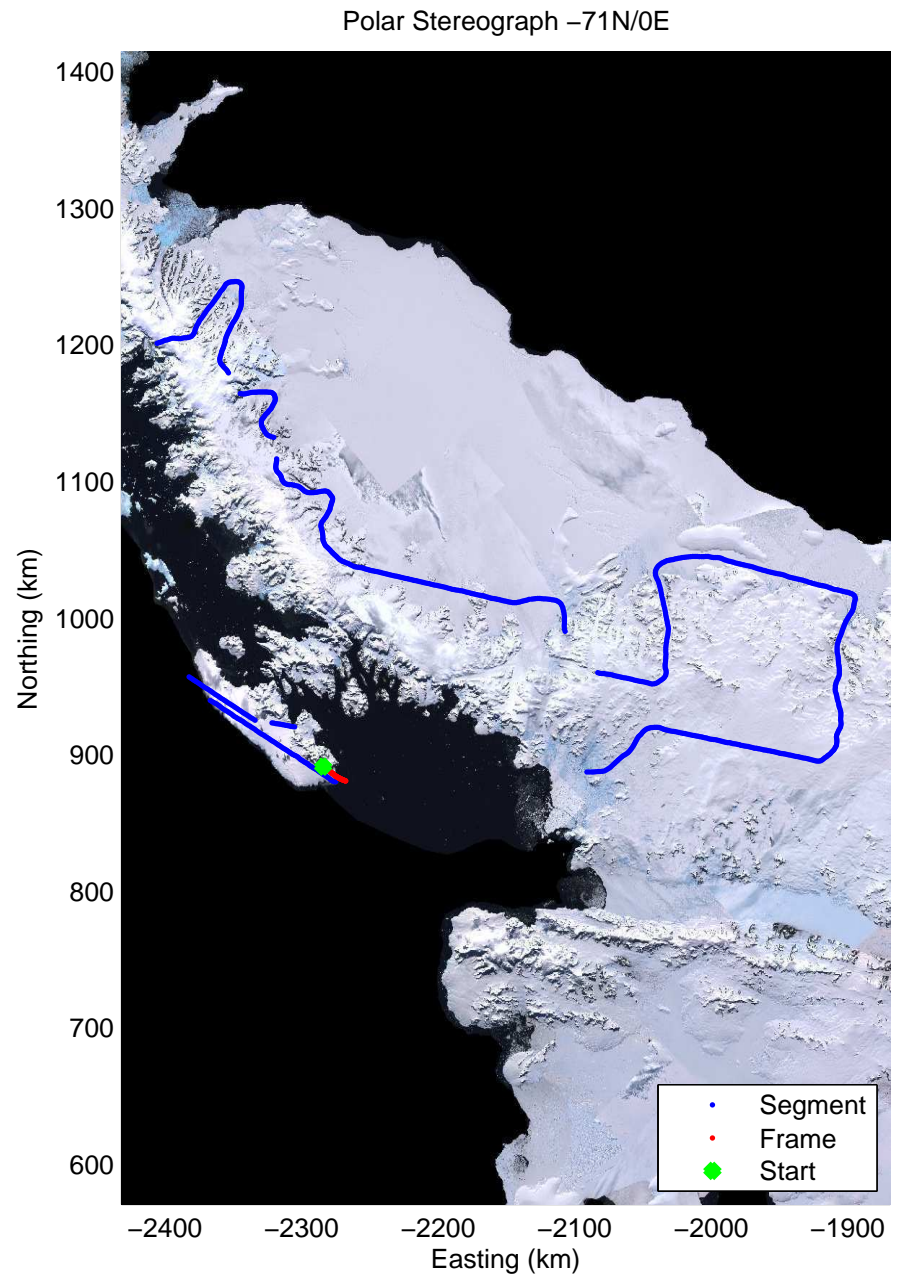 Polar Stereograph −71N/0E
1400
1300
1200
1100
1000
900
800
700
600
Northing (km)
Segment
Frame
Start
−2400 −2300 −2200 −2100 −2000 −1900
Easting (km)